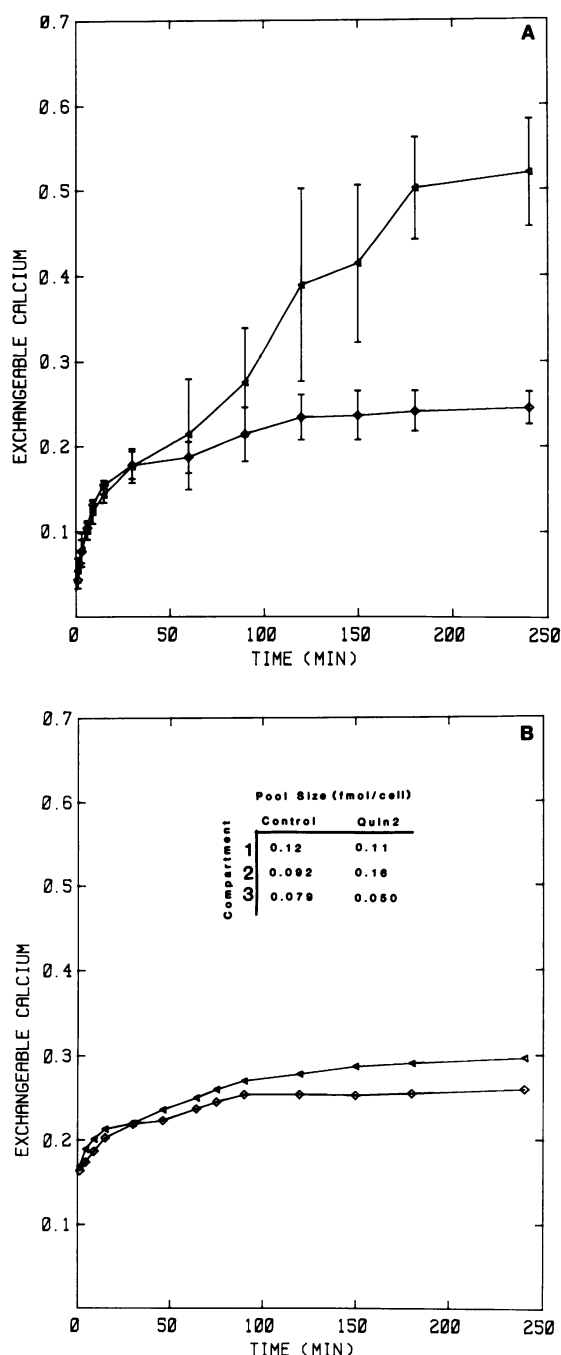 A
0.7
0.6
0.5
0.4
0.3
0.2
0.1
EXCHANGEABLE CALCIUM
0 50 100 150 200 250
TIME (MIN)
B
0.7
0.6
0.5
0.4
0.3
0.2
0.1
EXCHANGEABLE CALCIUM
Pool Size (fmol/cell)
Control Quin2
Compartment
1 0.12 0.11
2 0.092 0.16
3 0.079 0.050
0 50 100 150 200 250
TIME (MIN)